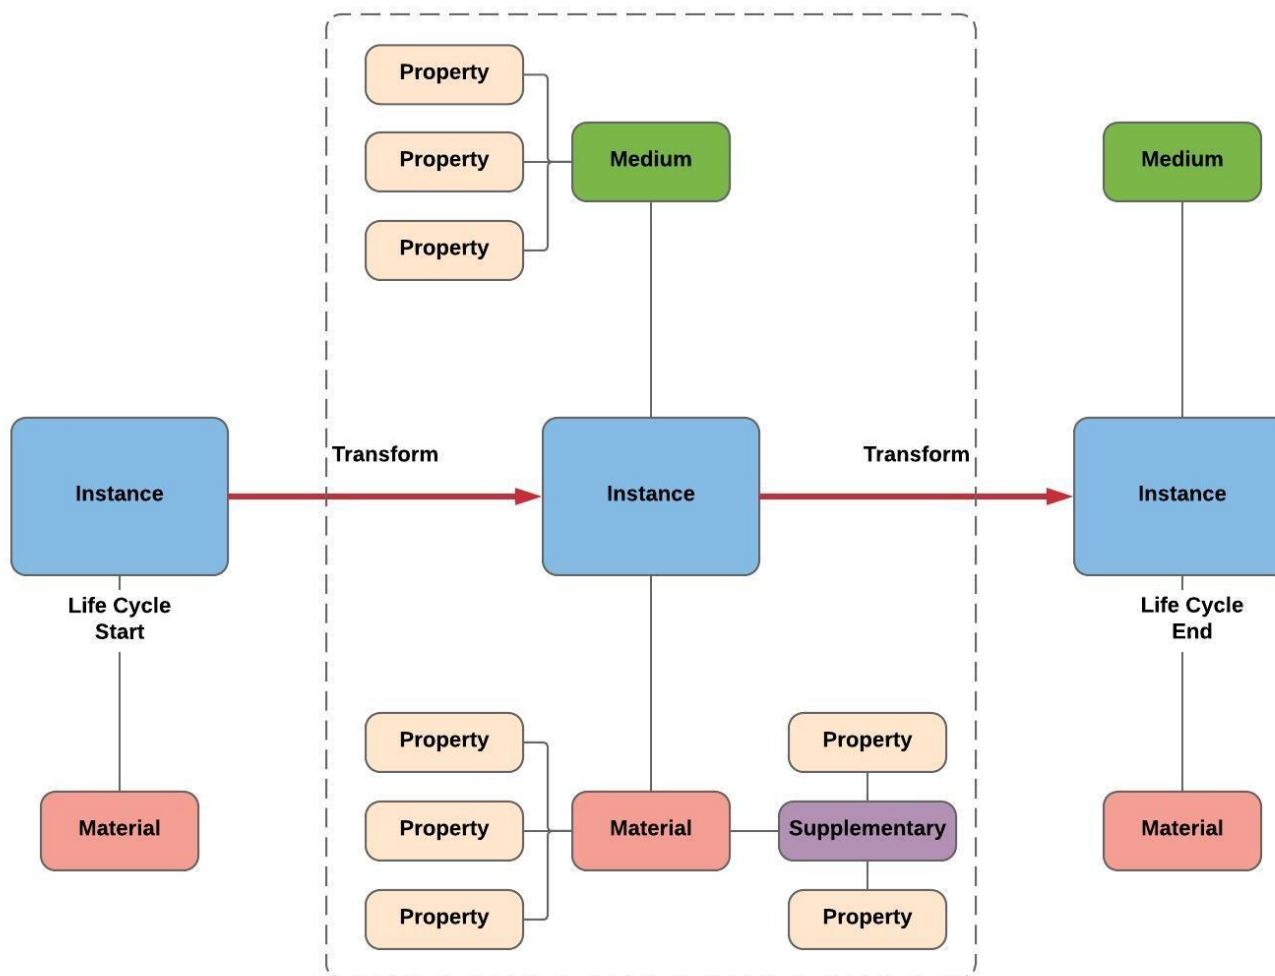 Property
Property
Medium
Medium
Property
Transform
Transform
Instance
Instance
Instance
Life Cycle
Start
Life Cycle
End
Property
Property
Material
Property
Material
Supplementary
Material
Property
Property